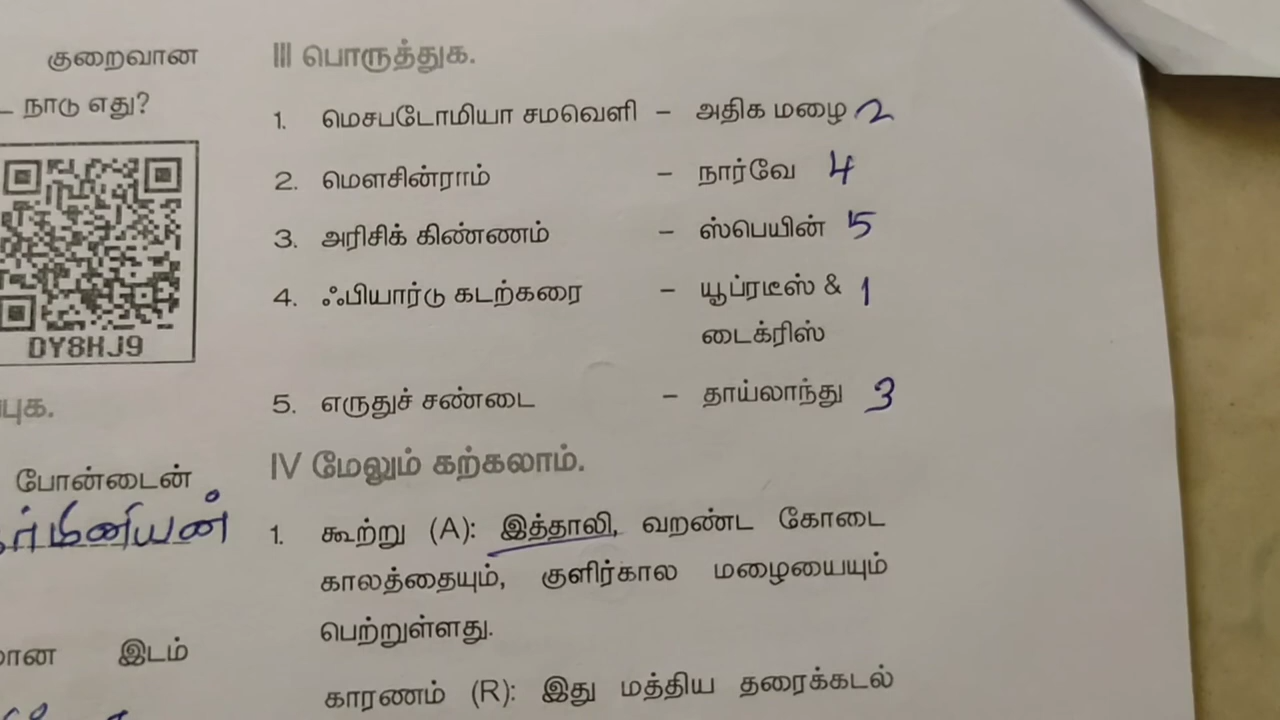 குறைவான
நாடு எது?
DY8HJ9
போன்டைன்
இடம்
III பொருத்துக.
1. மெசபடோமியா சமவெளி – அதிக மழை 2
2. மௌசின்ராம் – நார்வே 4
3. அரிசிக் கிண்ணம் – ஸ்பெயின் 5
4. ஃபியார்டு கடற்கரை – யூப்ரடீஸ் & 1
டைக்ரிஸ்
5. எருதுச் சண்டை – தாய்லாந்து 3
IV மேலும் கற்கலாம்.
1. கூற்று (A): இத்தாலி, வறண்ட கோடை
காலத்தையும், குளிர்கால மழையையும்
பெற்றுள்ளது.
காரணம் (R): இது மத்திய தரைக்கடல்